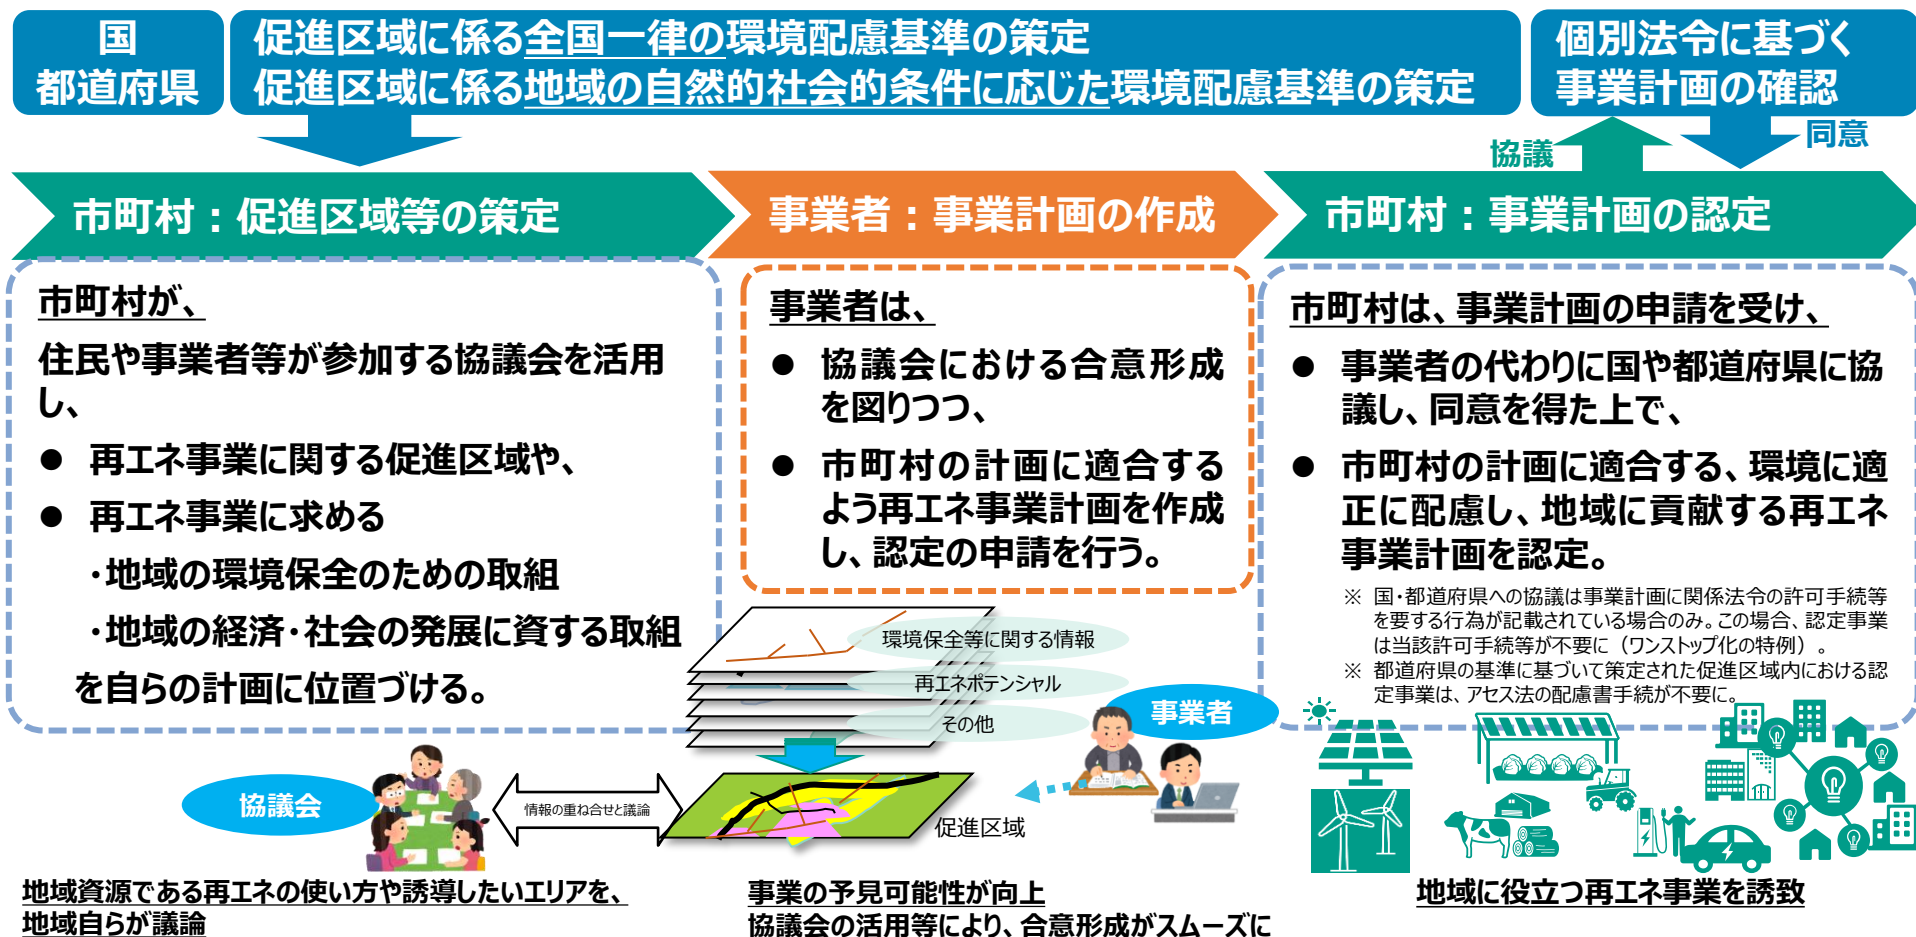 国
都道府県
促進区域に係る全国一律の環境配慮基準の策定
促進区域に係る地域の自然的社会的条件に応じた環境配慮基準の策定
個別法令に基づく
事業計画の確認
協議
同意
市町村：促進区域等の策定
事業者：事業計画の作成
市町村：事業計画の認定
市町村が、
住民や事業者等が参加する協議会を活用
し、
● 再エネ事業に関する促進区域や、
● 再エネ事業に求める
・地域の環境保全のための取組
・地域の経済・社会の発展に資する取組
を自らの計画に位置づける。
事業者は、
● 協議会における合意形成
を図りつつ、
● 市町村の計画に適合する
よう再エネ事業計画を作成
し、認定の申請を行う。
市町村は、事業計画の申請を受け、
● 事業者の代わりに国や都道府県に協
議し、同意を得た上で、
● 市町村の計画に適合する、環境に適
正に配慮し、地域に貢献する再エネ
事業計画を認定。
※ 国・都道府県への協議は事業計画に関係法令の許可手続等
を要する行為が記載されている場合のみ。この場合、認定事業
は当該許可手続等が不要に（ワンストップ化の特例）。
※ 都道府県の基準に基づいて策定された促進区域内における認
定事業は、アセス法の配慮書手続が不要に。
環境保全等に関する情報
再エネポテンシャル
その他
事業者
協議会
情報の重ね合せと議論
促進区域
地域資源である再エネの使い方や誘導したいエリアを、
地域自らが議論
事業の予見可能性が向上
協議会の活用等により、合意形成がスムーズに
地域に役立つ再エネ事業を誘致